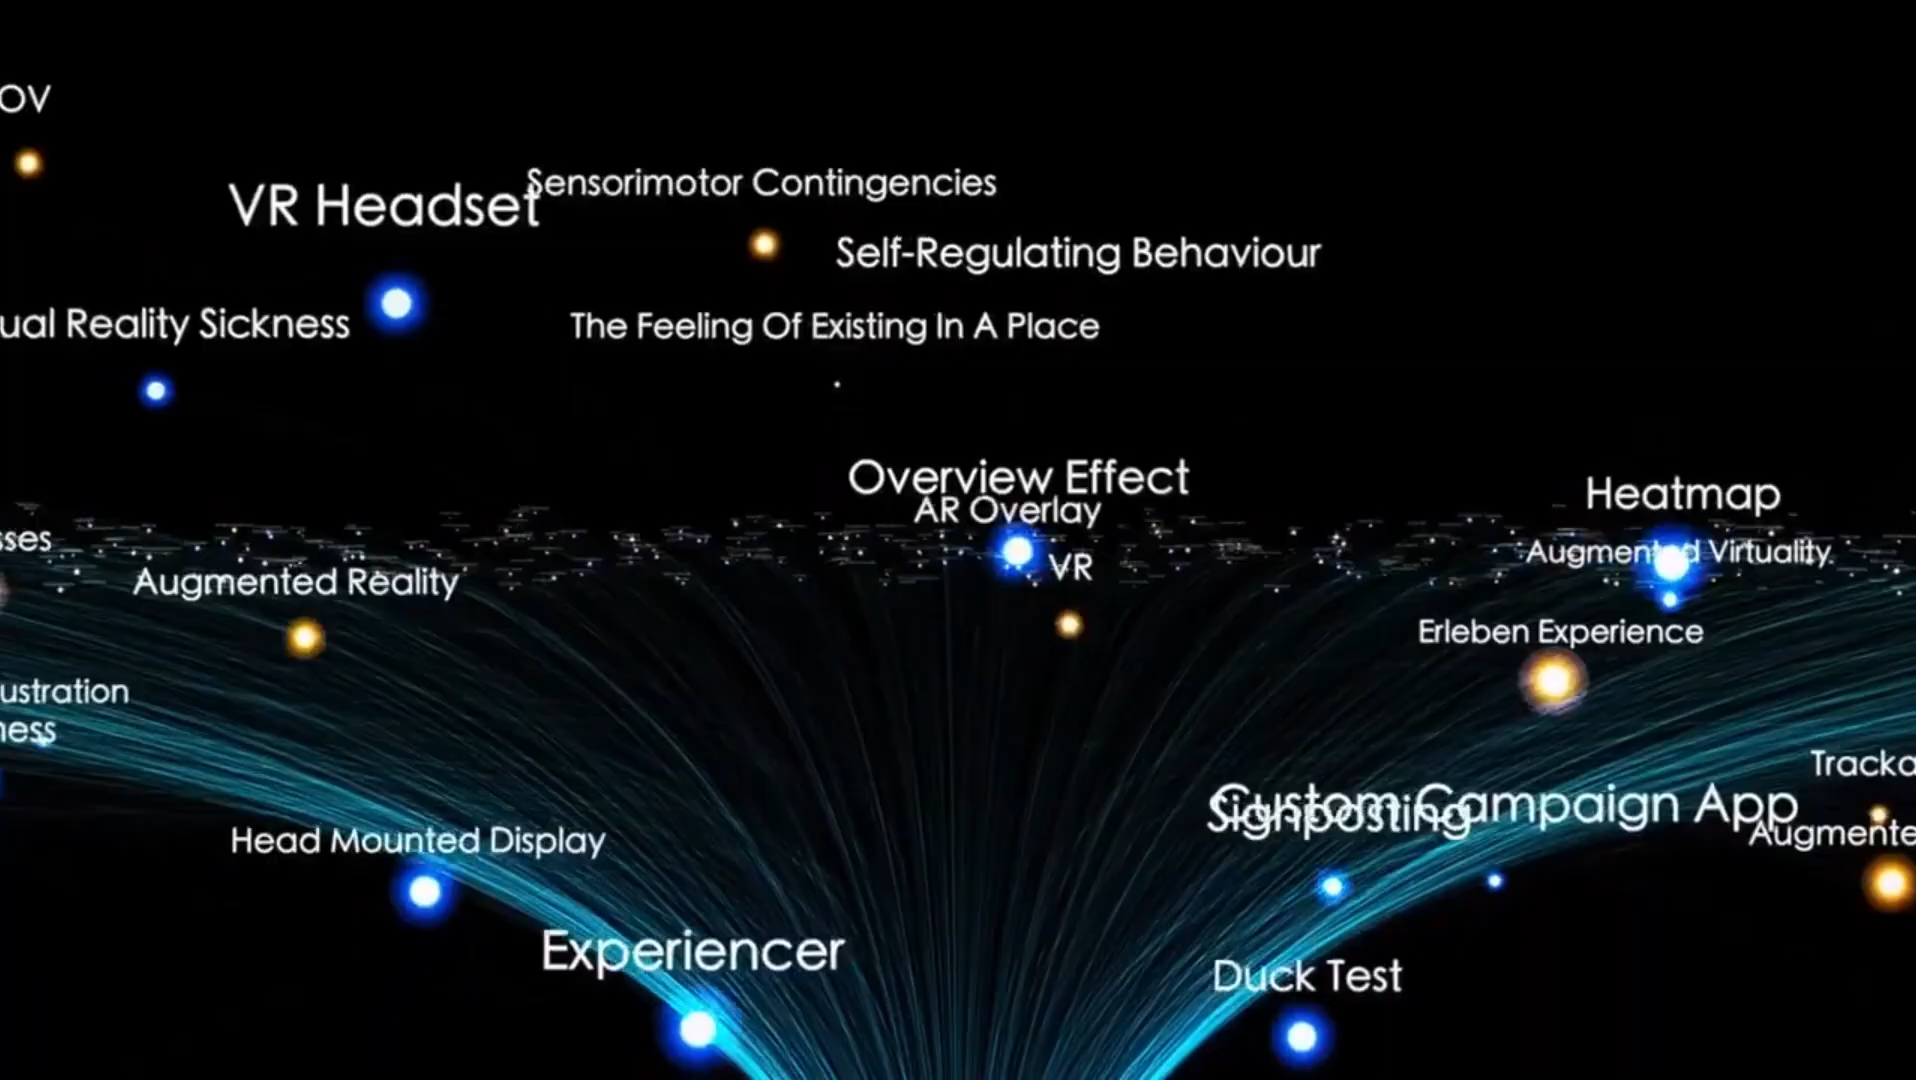 OV
Sensorimotor Contingencies
VR Headset
Self-Regulating Behaviour
ual Reality Sickness
The Feeling Of Existing In A Place
Overview Effect
AR Overlay
Heatmap
sses
Augmented Virtuality
VR
Augmented Reality
Erleben Experience
ustration
ness
Tracka
Custom Campaign App
Signposting
Augmente
Head Mounted Display
Experiencer
Duck Test